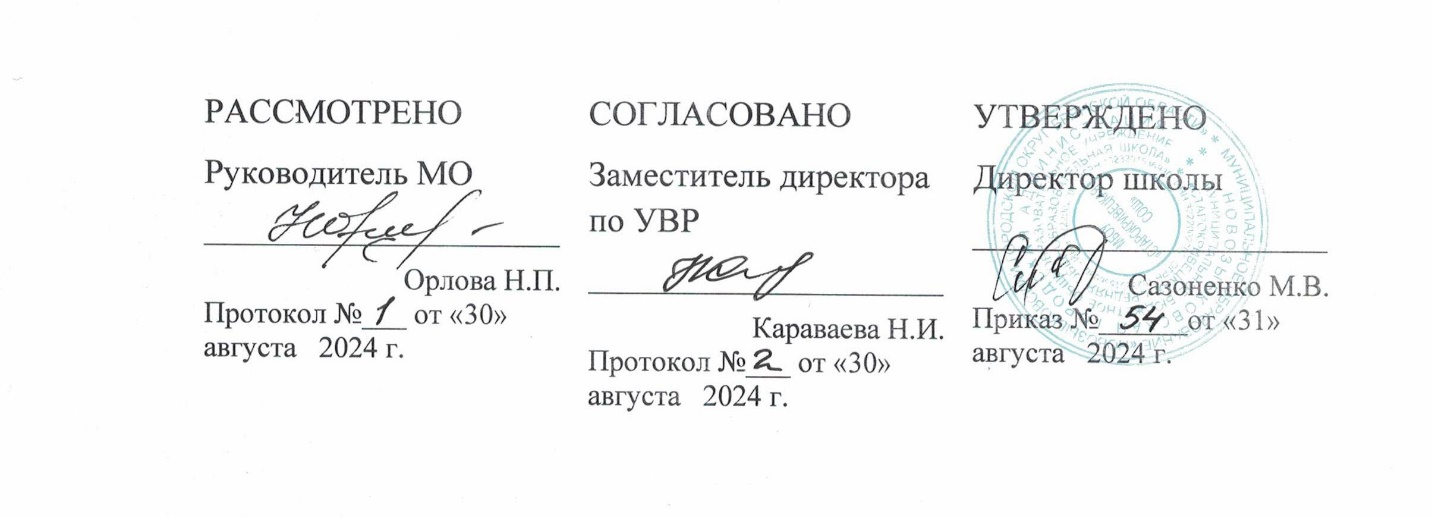 РАССМОТРЕНО
Руководитель МО
Орлова Н.П.
Протокол № 1 от «30»
августа 2024 г.
СОГЛАСОВАНО
Заместитель директора
по УВР
Караваева Н.И.
Протокол № 2 от «30»
августа 2024 г.
УТВЕРЖДЕНО
Директор школы
Сазоненко М.В.
Приказ № 54 от «31»
августа 2024 г.